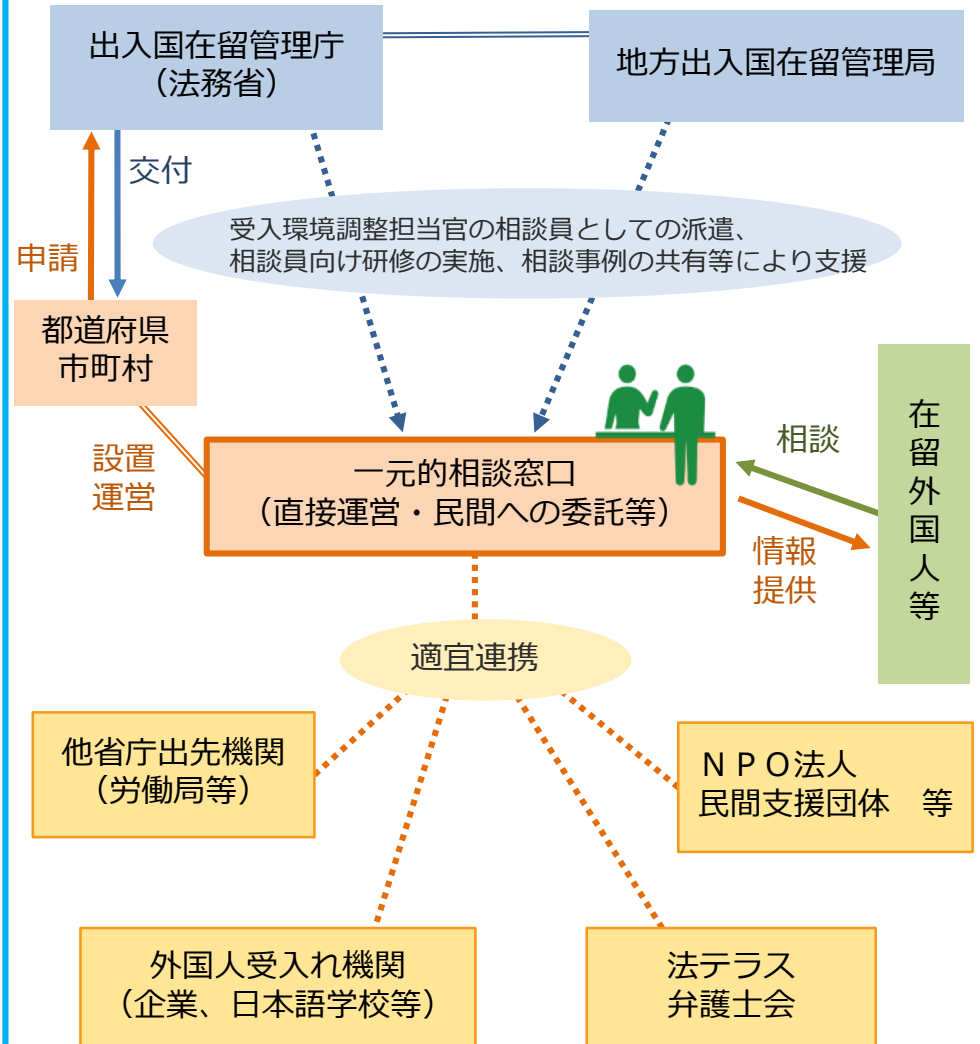 出入国在留管理庁
（法務省）
地方出入国在留管理局
交付
申請
受入環境調整担当官の相談員としての派遣、
相談員向け研修の実施、相談事例の共有等により支援
都道府県
市町村
設置
運営
一元的相談窓口
（直接運営・民間への委託等）
相談
情報
提供
在留外国人等
適宜連携
他省庁出先機関
（労働局等）
ＮＰＯ法人
民間支援団体　等
外国人受入れ機関
（企業、日本語学校等）
法テラス
弁護士会